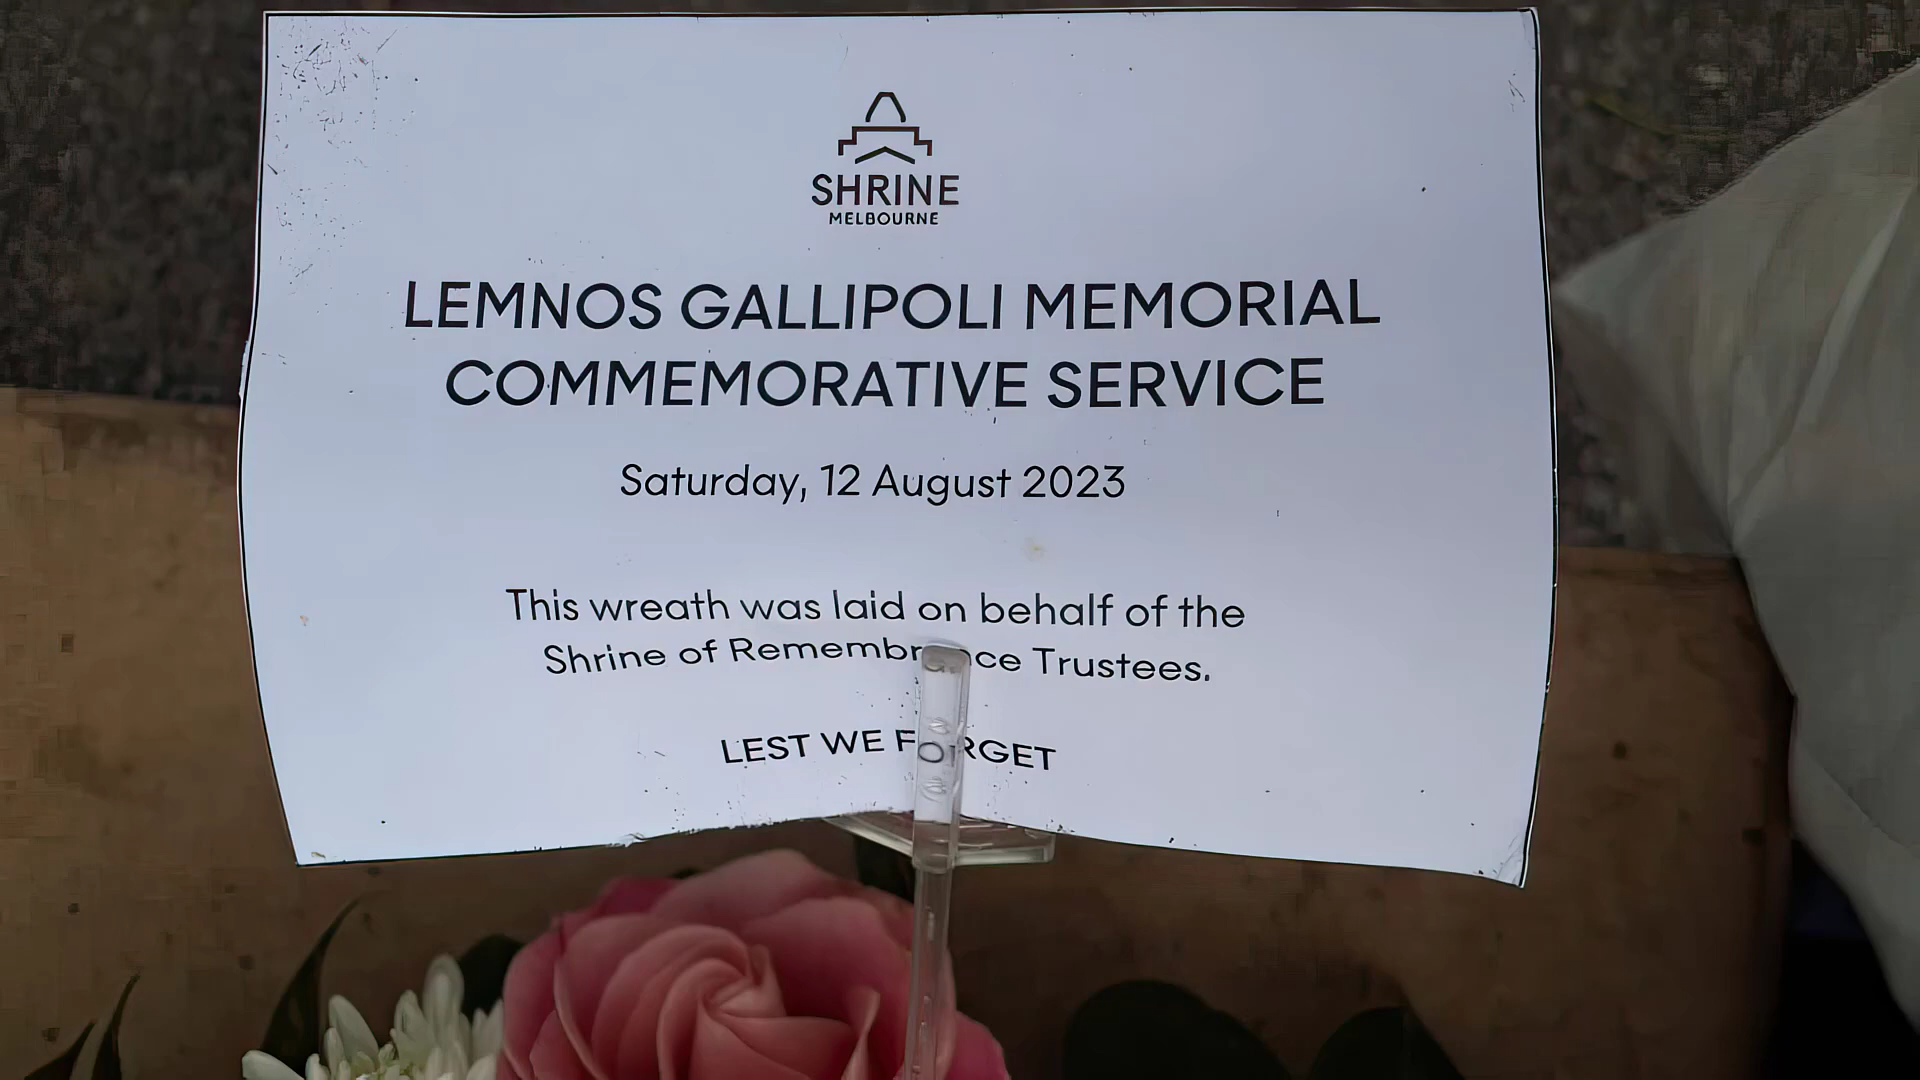 SHRINE
MELBOURNE
LEMNOS GALLIPOLI MEMORIAL
COMMEMORATIVE SERVICE
Saturday, 12 August 2023
This wreath was laid on behalf of the
Shrine of Remembrance Trustees.
LEST WE FORGET